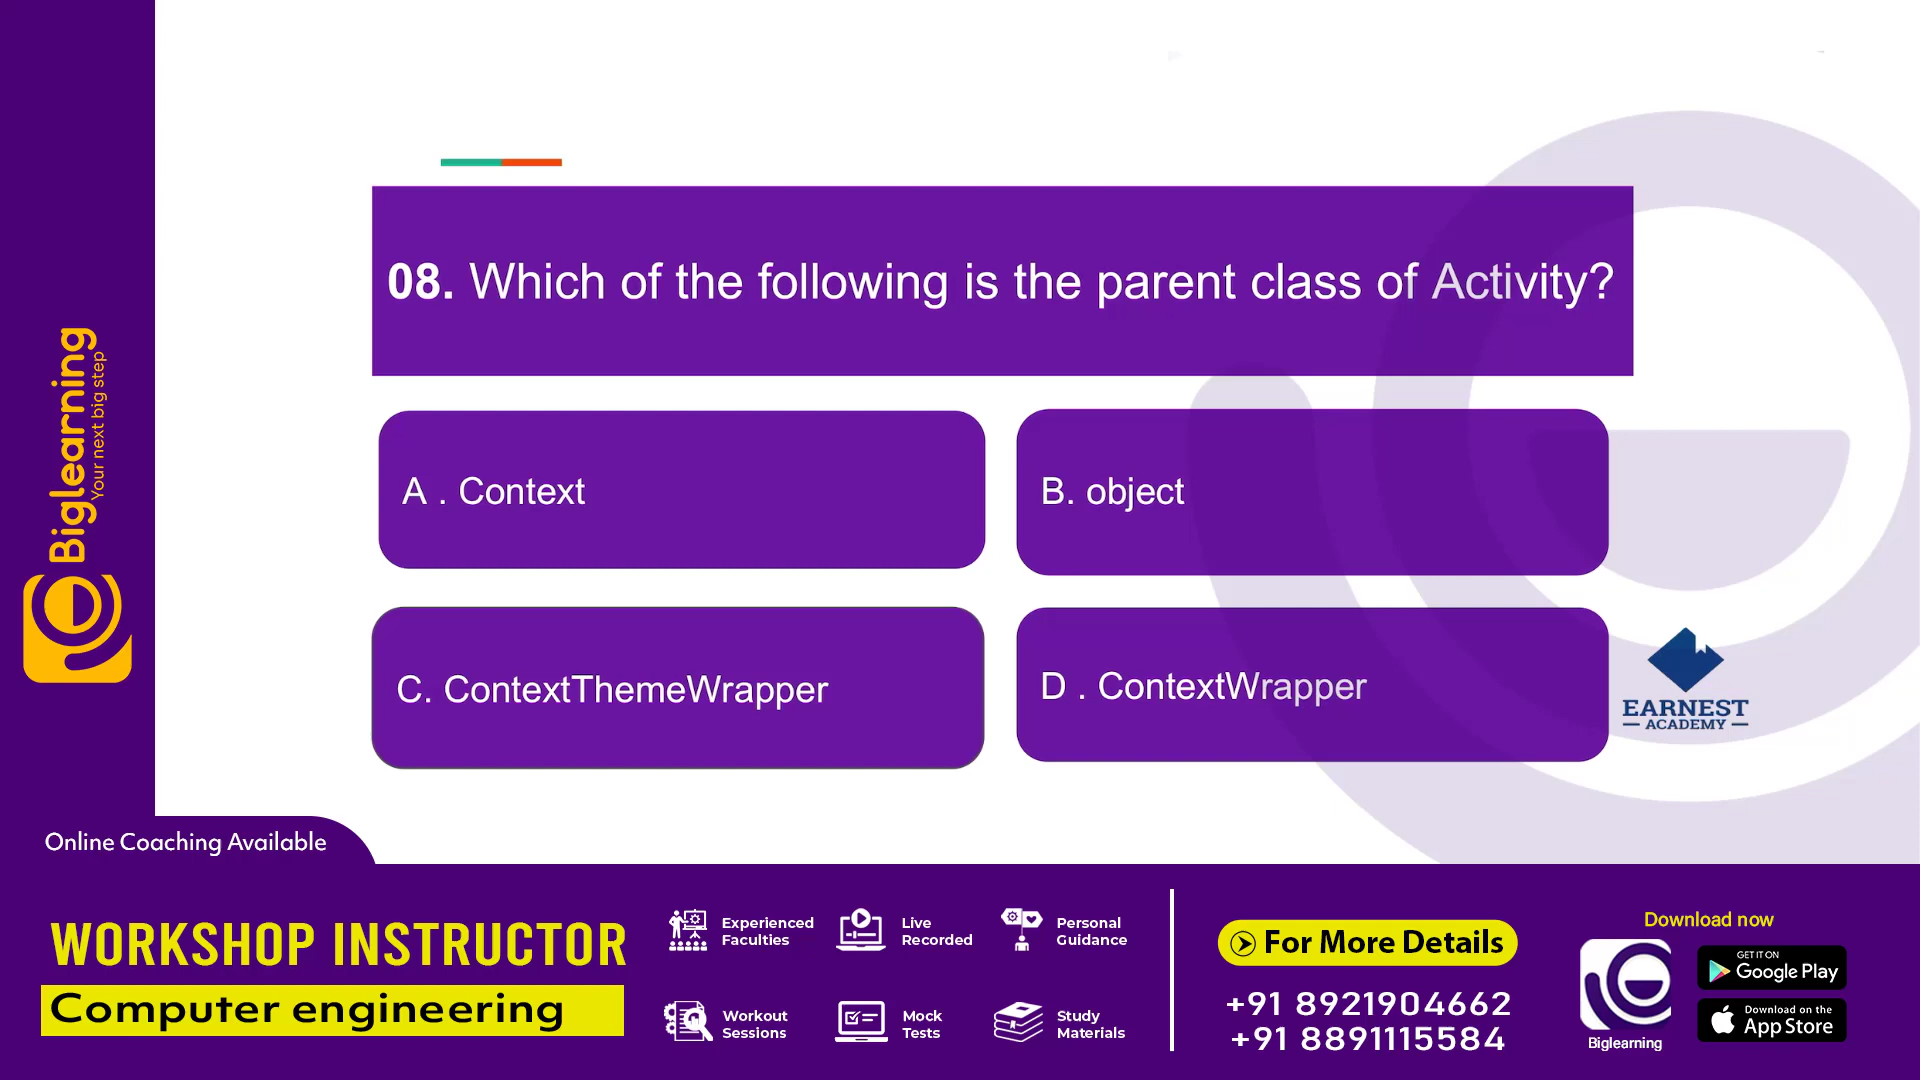 08. Which of the following is the parent class of Activity?
A . Context
B. object
C. ContextThemeWrapper
D . ContextWrapper
EARNEST
ACADEMY
Biglearning
Your next big step
Online Coaching Available
WORKSHOP INSTRUCTOR
Computer engineering
Experienced
Faculties
Live
Recorded
Personal
Guidance
Workout
Sessions
Mock
Tests
Study
Materials
For More Details
+91 8921904662
+91 8891115584
Download now
Biglearning
GET IT ON
Google Play
Download on the
App Store